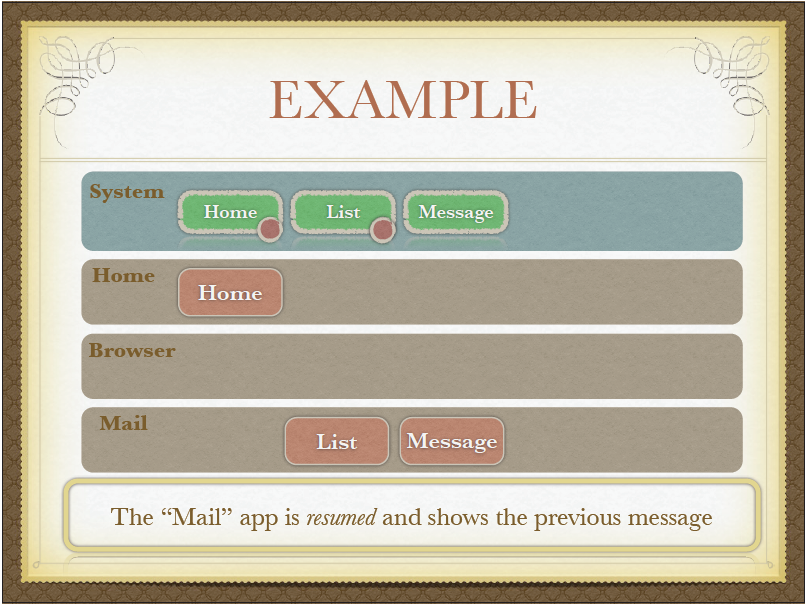 EXAMPLE
System
Home List Message
Home
Home
Browser
Mail
List Message
The “Mail” app is resumed and shows the previous message